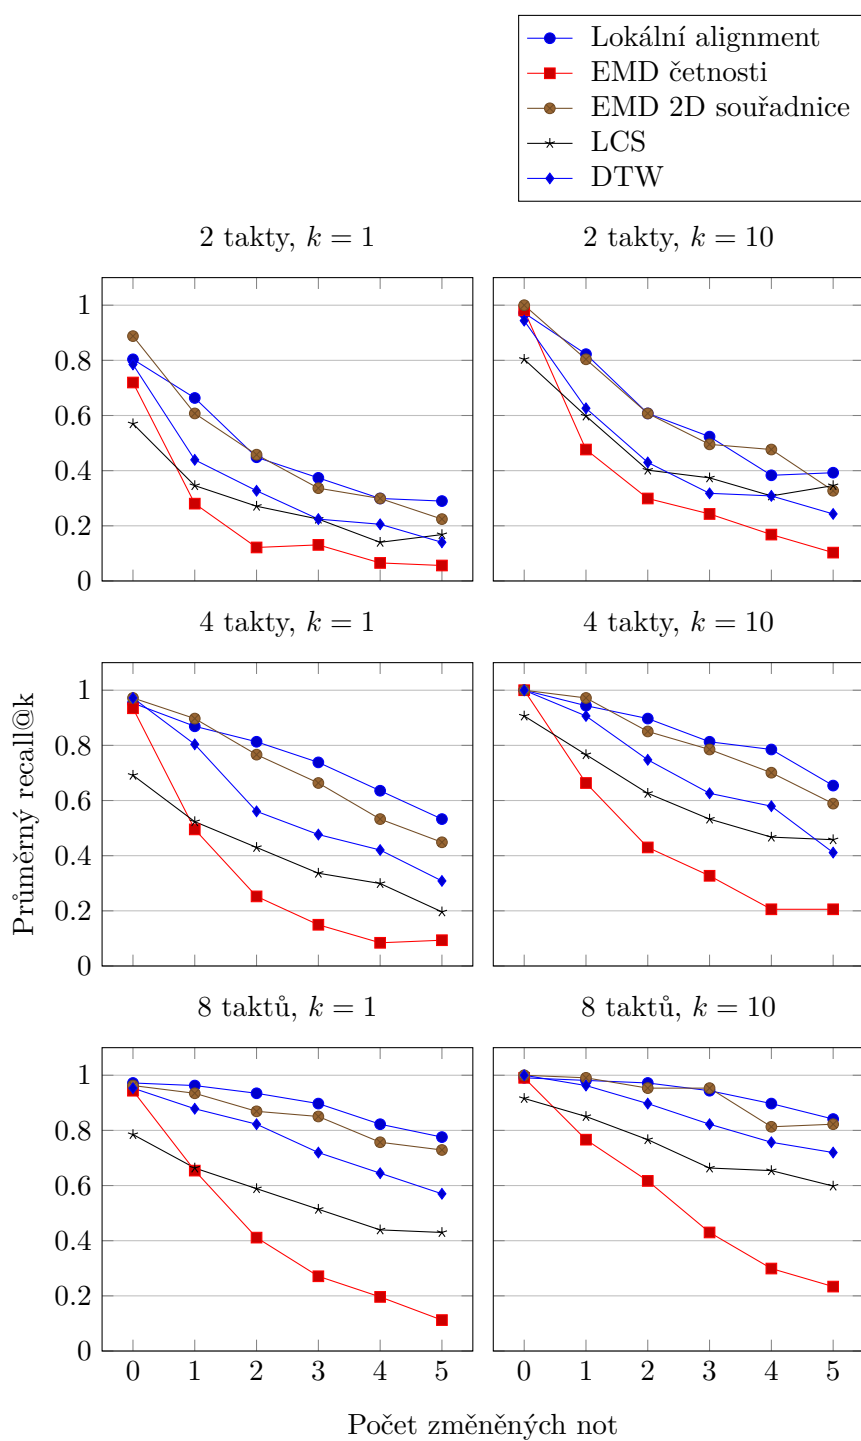 Lokální alignment
EMD četnosti
EMD 2D souřadnice
LCS
DTW
2 takty, k = 1
2 takty, k = 10
1
0.8
0.6
0.4
0.2
0
4 takty, k = 1
4 takty, k = 10
1
0.8
0.6
0.4
0.2
0
Průměrný recall@k
8 taktů, k = 1
8 taktů, k = 10
1
0.8
0.6
0.4
0.2
0
0 1 2 3 4 5
0 1 2 3 4 5
Počet změněných not